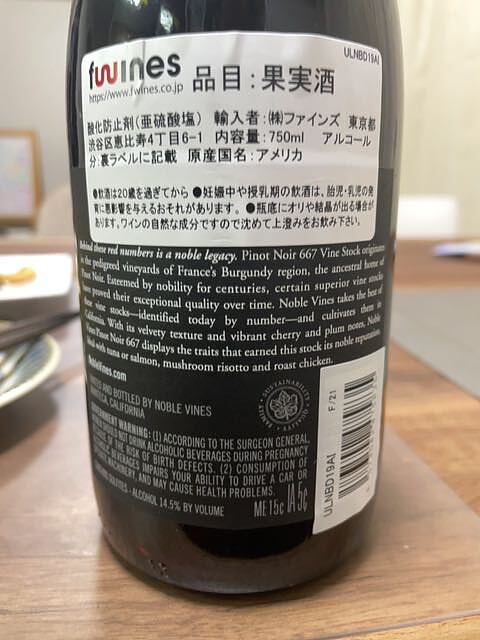 ULNBD19AI
fwines 品目：果実酒
https://www.fwines.co.jp
酸化防止剤(亜硫酸塩) 輸入者：㈱ファインズ 東京都
渋谷区恵比寿4丁目6-1 内容量：750ml アルコール
分：裏ラベルに記載 原産国名：アメリカ
●飲酒は20歳を過ぎてから ●妊娠中や授乳期の飲酒は、胎児・乳児の発
育に悪影響を与えるおそれがあります。 ●瓶底にオリや結晶が出る場合が
あります。ワインの自然な成分ですので沈めて上澄みをお飲み下さい。
Behind these red numbers is a noble legacy. Pinot Noir 667 Vine Stock originates
in the pedigreed vineyards of France's Burgundy region, the ancestral home of
Pinot Noir. Esteemed by nobility for centuries, certain superior vine stocks
have proved their exceptional quality over time. Noble Vines takes the best of
these vine stocks—identified today by number—and cultivates them in
California. With its velvety texture and vibrant cherry and plum notes, Noble
Vines Pinot Noir 667 displays the traits that earned this stock its noble reputation.
with tuna or salmon, mushroom risotto and roast chicken.
NobleVines.com
AND BOTTLED BY NOBLE VINES
CALIFORNIA
SUSTAINABILITY QUALITY FAMILY
GOVERNMENT WARNING: (1) ACCORDING TO THE SURGEON GENERAL,
SHOULD NOT DRINK ALCOHOLIC BEVERAGES DURING PREGNANCY
OF THE RISK OF BIRTH DEFECTS. (2) CONSUMPTION OF
BEVERAGES IMPAIRS YOUR ABILITY TO DRIVE A CAR OR
MACHINERY, AND MAY CAUSE HEALTH PROBLEMS.
SULFITES - ALCOHOL 14.5% BY VOLUME
ME 15c IA 5c
F/21
ULNBD19AI